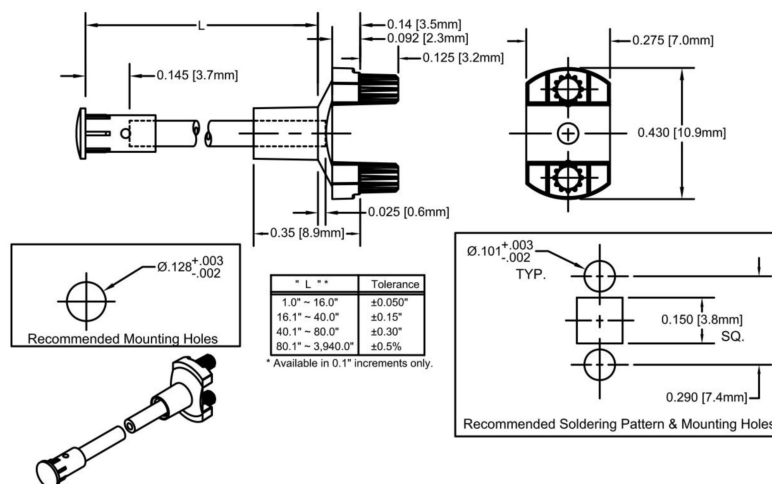 L
0.14 [3.5mm]
0.092 [2.3mm]
0.125 [3.2mm]
0.275 [7.0mm]
0.145 [3.7mm]
0.430 [10.9mm]
0.025 [0.6mm]
0.35 [8.9mm]
Ø.128+.003
-.002
Recommended Mounting Holes
" L "* Tolerance
1.0" ~ 16.0" ±0.050"
16.1" ~ 40.0" ±0.15"
40.1" ~ 80.0" ±0.30"
80.1" ~ 3,940.0" ±0.5%
* Available in 0.1" increments only.
Ø.101+.003
-.002
TYP.
0.150 [3.8mm]
SQ.
0.290 [7.4mm]
Recommended Soldering Pattern & Mounting Holes